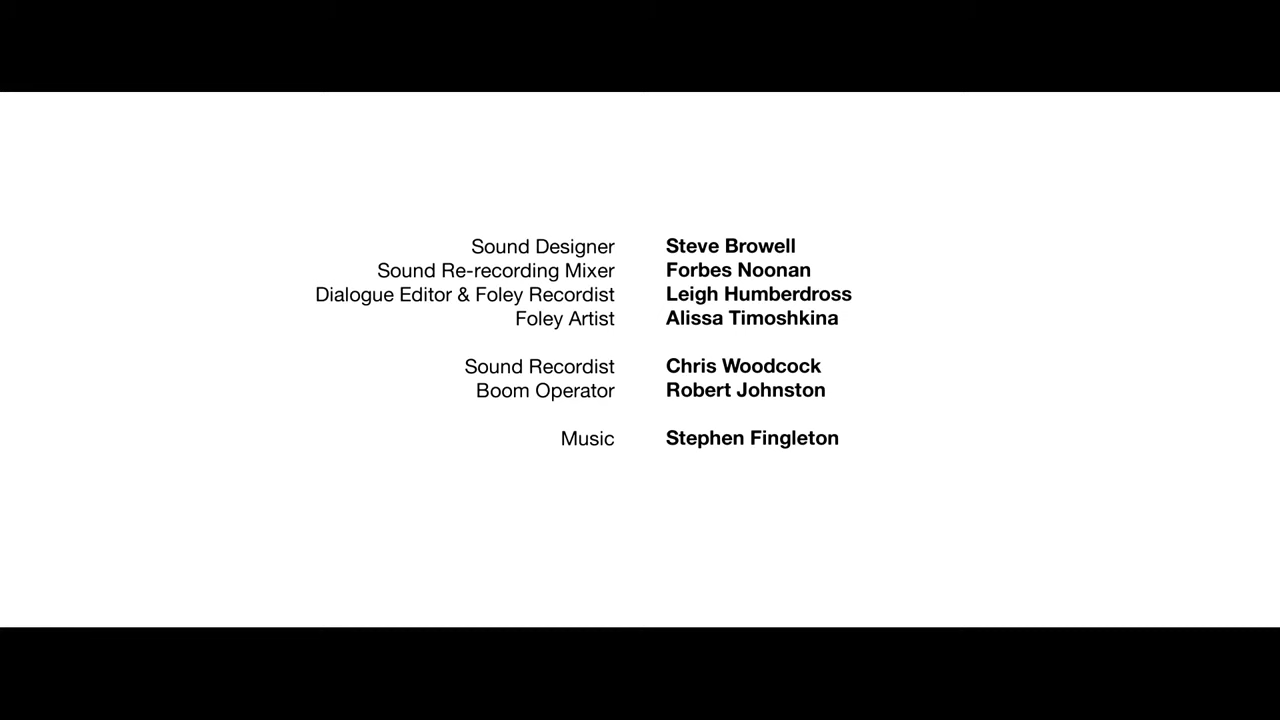 Sound Designer Steve Browell
Sound Re-recording Mixer Forbes Noonan
Dialogue Editor & Foley Recordist Leigh Humberdross
Foley Artist Alissa Timoshkina
Sound Recordist Chris Woodcock
Boom Operator Robert Johnston
Music Stephen Fingleton